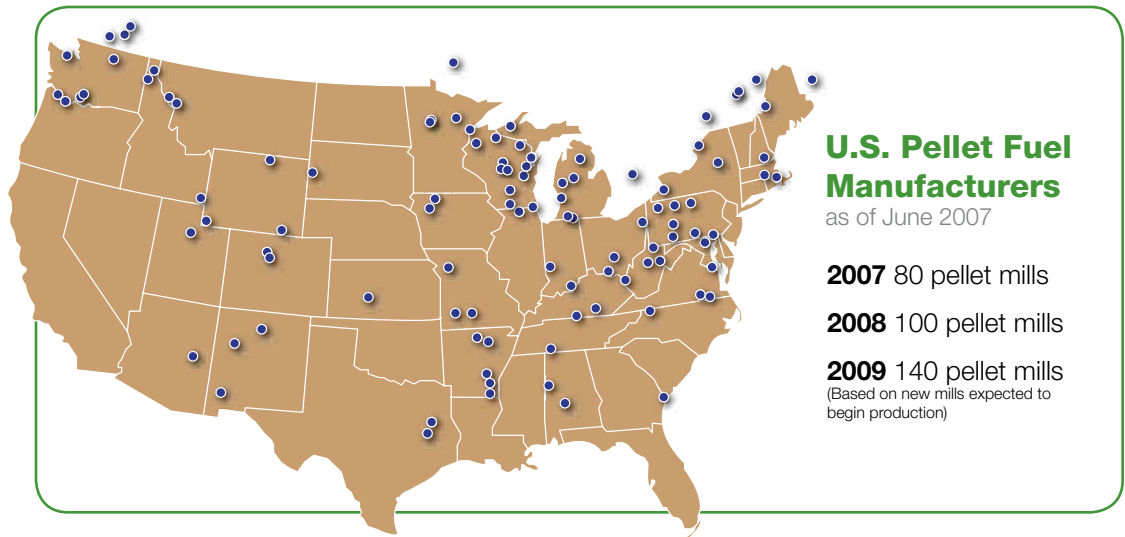 U.S. Pellet Fuel
Manufacturers
as of June 2007
2007 80 pellet mills
2008 100 pellet mills
2009 140 pellet mills
(Based on new mills expected to
begin production)